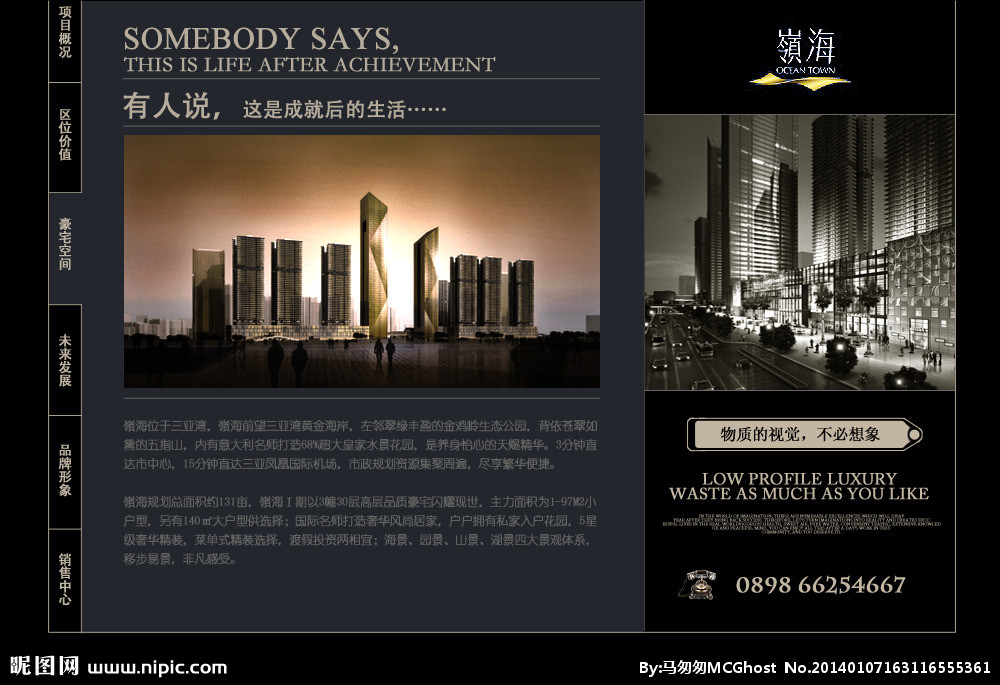 项目概况
区位价值
豪宅空间
未来发展
品牌形象
销售中心
SOMEBODY SAYS,
THIS IS LIFE AFTER ACHIEVEMENT
有人说，这是成就后的生活······
嶺海位于三亚湾，嶺海前望三亚湾黄金海岸，左邻翠绿丰盈的金鸡岭生态公园，背依苍翠如
黛的五指山，内有意大利名师打造68%超大皇家水景花园，是养身怡心的天赐精华。3分钟直
达市中心，15分钟直达三亚凤凰国际机场，市政规划资源集聚周遍，尽享繁华便捷。
嶺海规划总面积约131亩，嶺海Ⅰ期以3幢30层高层品质豪宅闪耀现世，主力面积为1-97M2小
户型，另有140㎡大户型供选择；国际名师打造奢华风尚居家，户户拥有私家入户花园，5星
级奢华精装，菜单式精装选择，渡假投资两相宜；海景、园景、山景、湖景四大景观体系，
移步易景，非凡感受。
嶺海
OCEAN TOWN
物质的视觉，不必想象
LOW PROFILE LUXURY
WASTE AS MUCH AS YOU LIKE
IN THE WORLD OF IMAGINATION, THERE ARE
COMMUNITY, AND YOU DESERVE IT.
0898 66254667
昵图网 www.nipic.com
By:马匆匆MCGhost No.20140107163116555361